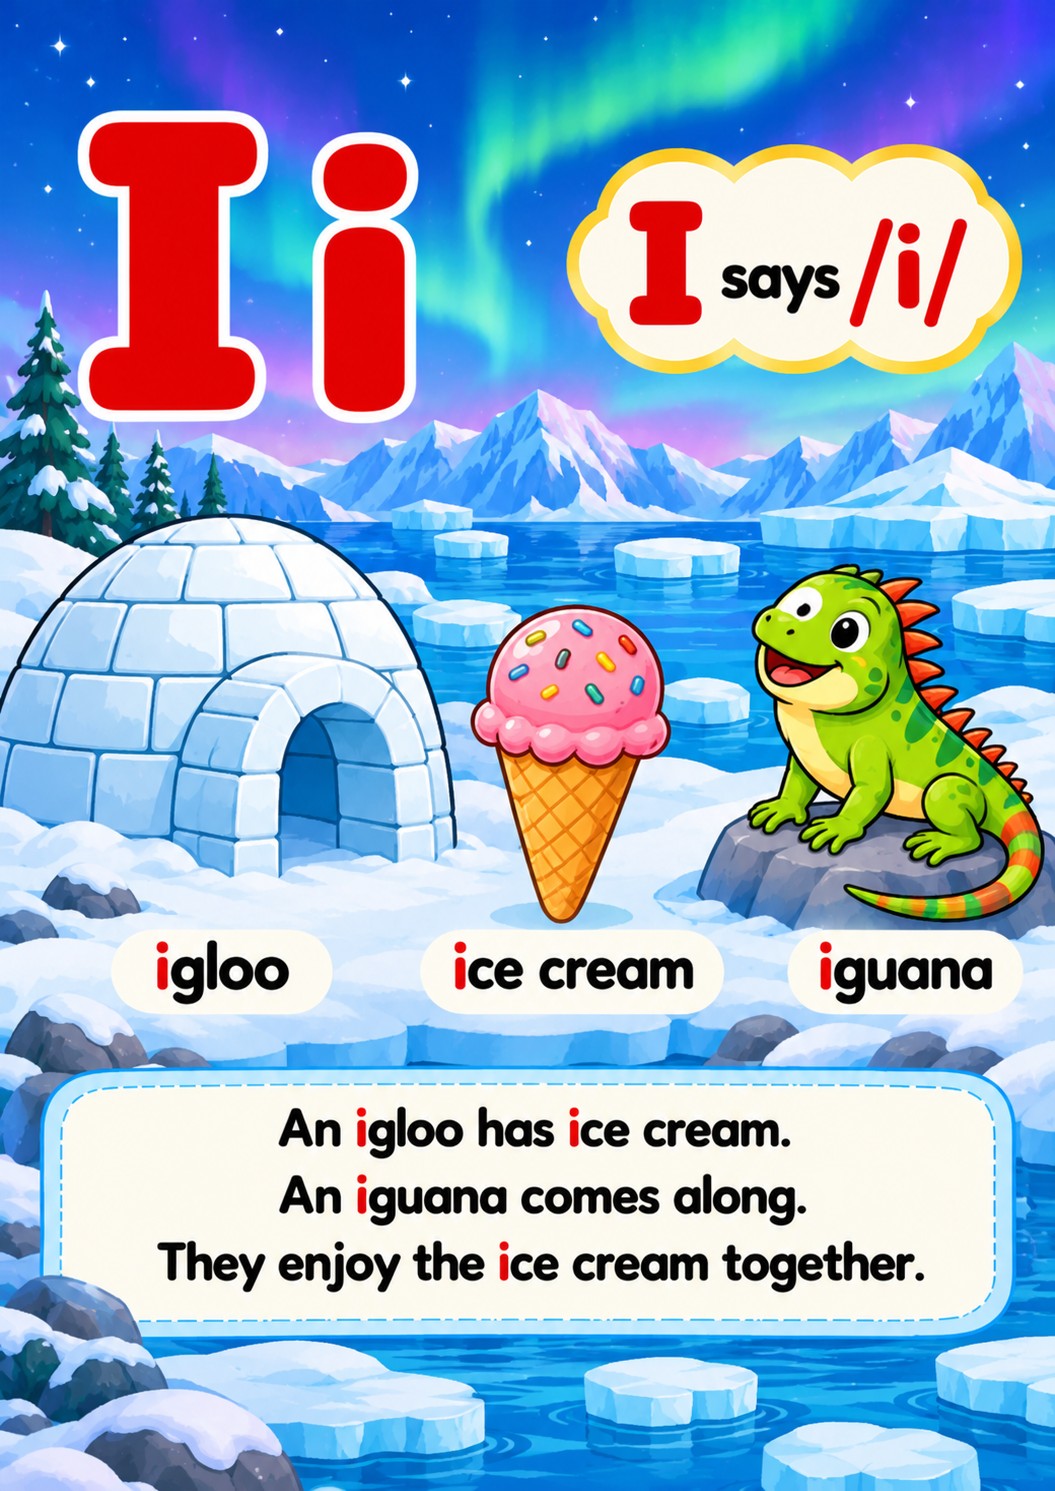 Ii
I says /i/
igloo
ice cream
iguana
An igloo has ice cream.
An iguana comes along.
They enjoy the ice cream together.